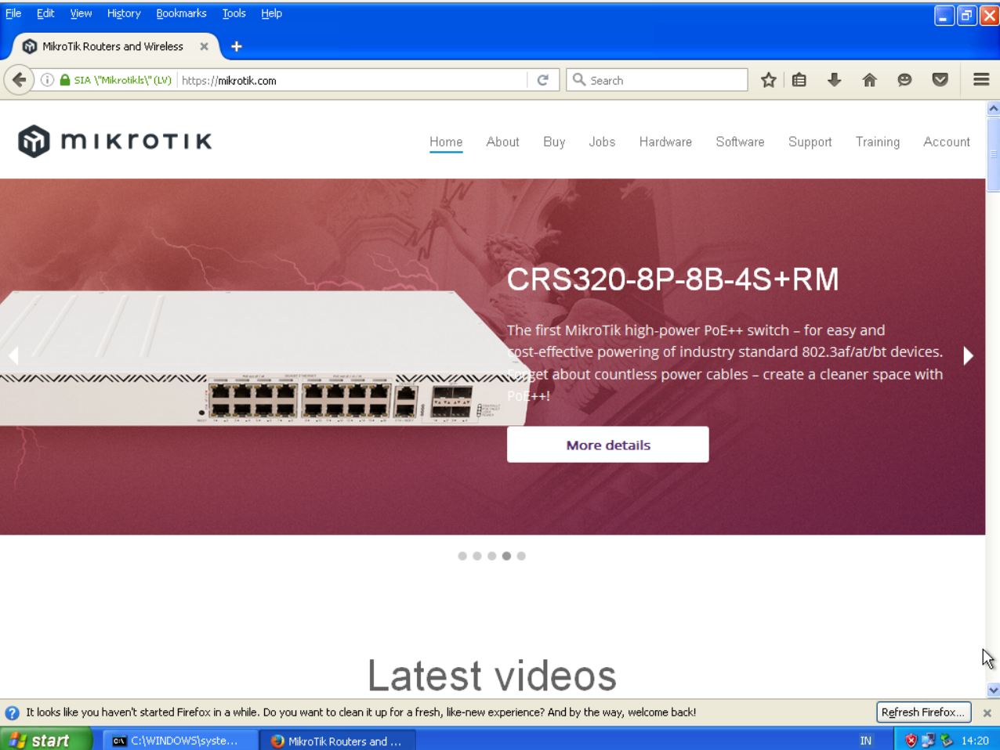 File Edit View History Bookmarks Tools Help
MikroTik Routers and Wireless
SIA \"Mikrotikls\" (LV) https://mikrotik.com
Search
mikrotik
Home About Buy Jobs Hardware Software Support Training Account
CRS320-8P-8B-4S+RM
The first MikroTik high-power PoE++ switch – for easy and
cost-effective powering of industry standard 802.3af/at/bt devices.
Forget about countless power cables – create a cleaner space with
PoE++!
More details
Latest videos
It looks like you haven't started Firefox in a while. Do you want to clean it up for a fresh, like-new experience? And by the way, welcome back!
Refresh Firefox...
start C:\WINDOWS\syste... MikroTik Routers and ... IN 14:20